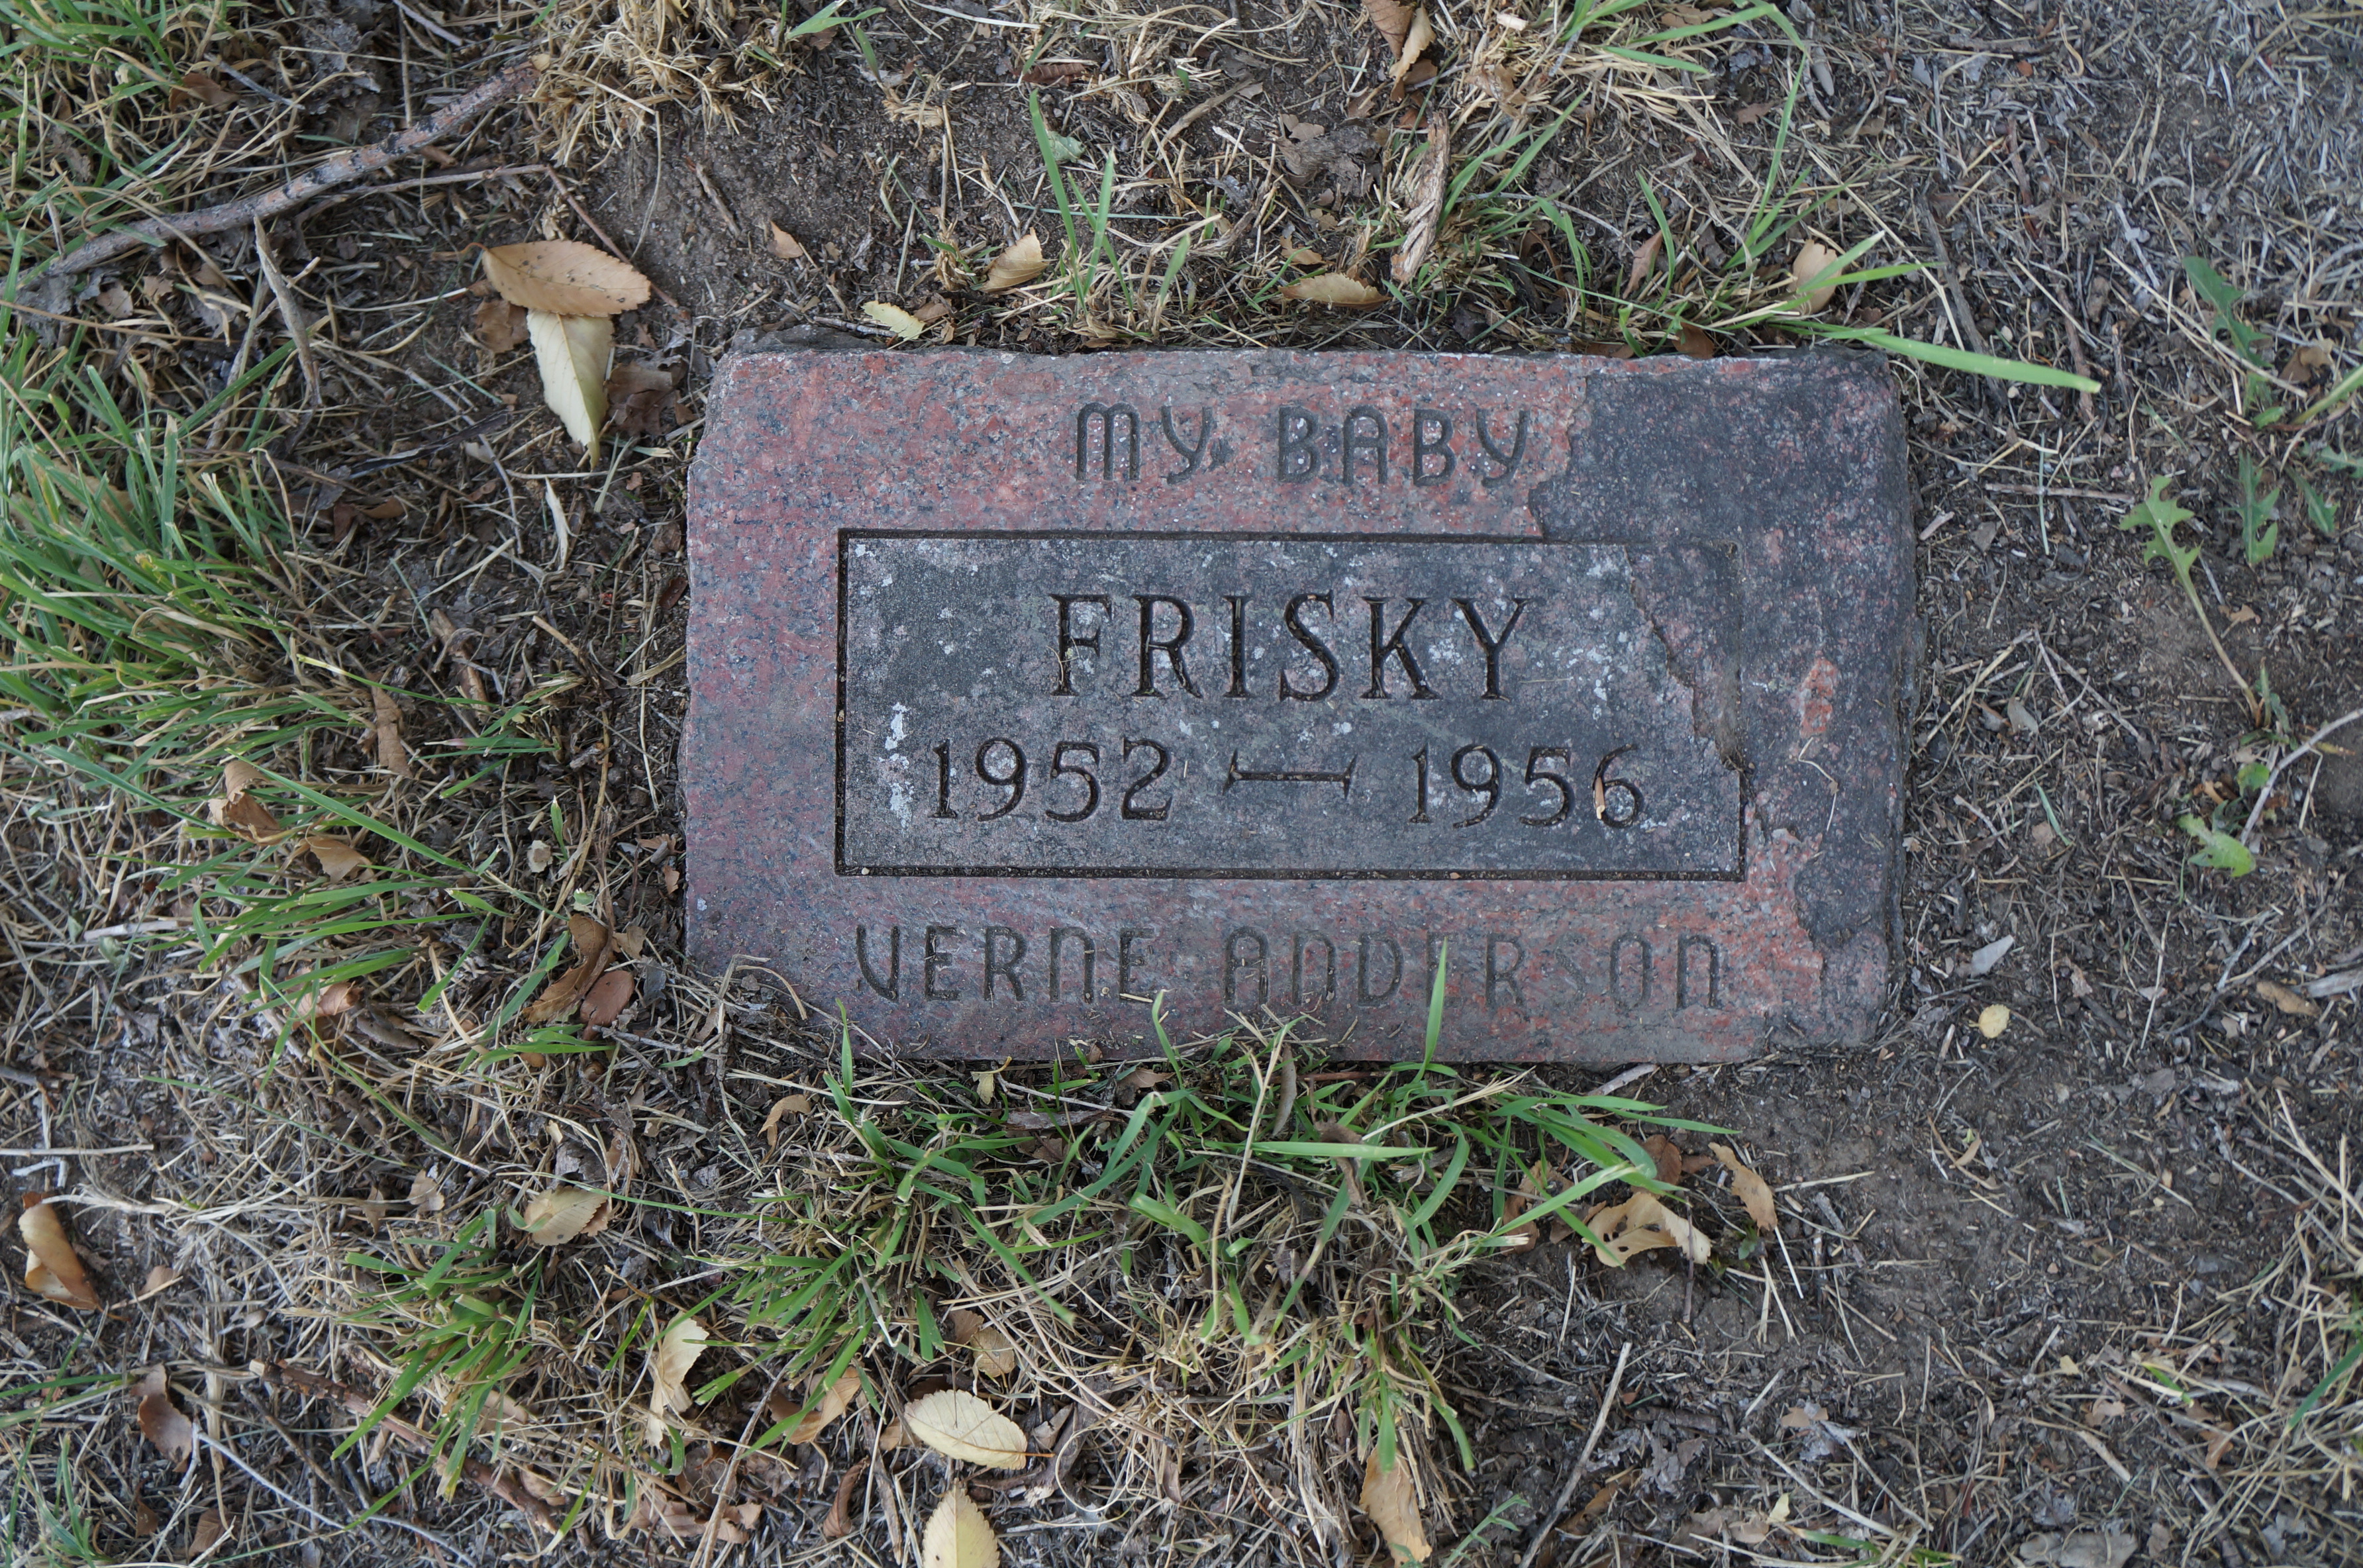 MY BABY
FRISKY
1952 — 1956
VERNE ANDERSON